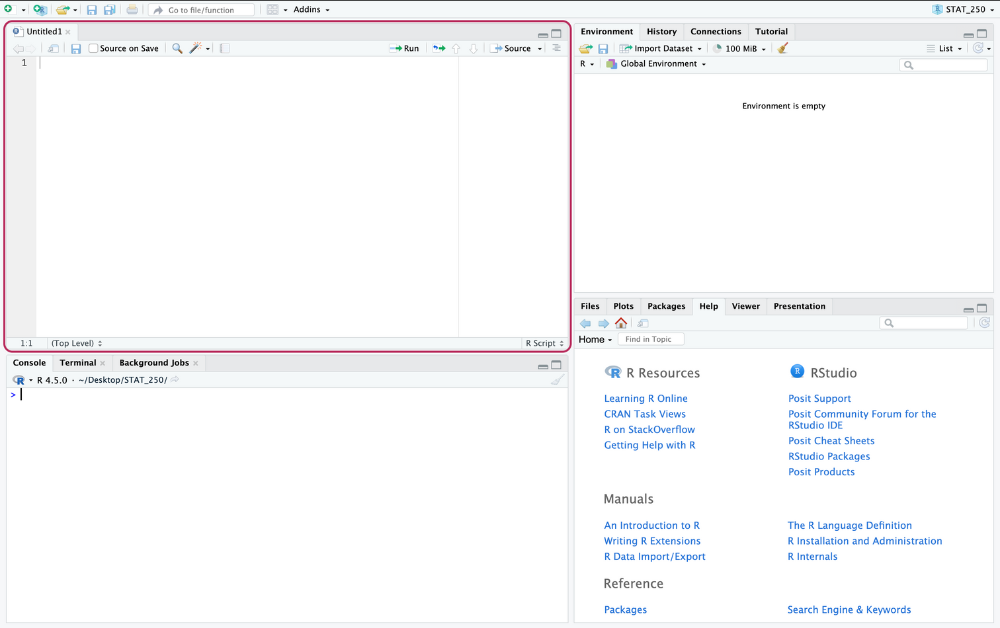 Go to file/function
Addins
STAT_250
Untitled1
Source on Save
Run
Source
1
1:1
(Top Level)
R Script
Console
Terminal
Background Jobs
R 4.5.0 · ~/Desktop/STAT_250/
>
Environment
History
Connections
Tutorial
Import Dataset
100 MiB
List
R
Global Environment
Environment is empty
Files
Plots
Packages
Help
Viewer
Presentation
Home
Find in Topic
R Resources
Learning R Online
CRAN Task Views
R on StackOverflow
Getting Help with R
RStudio
Posit Support
Posit Community Forum for the
RStudio IDE
Posit Cheat Sheets
RStudio Packages
Posit Products
Manuals
An Introduction to R
Writing R Extensions
R Data Import/Export
The R Language Definition
R Installation and Administration
R Internals
Reference
Packages
Search Engine & Keywords